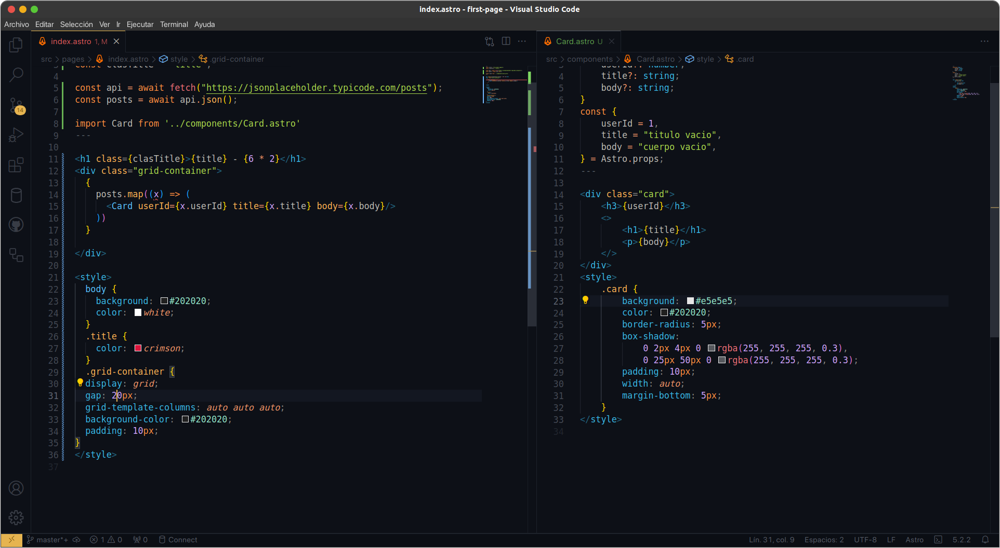 index.astro - first-page - Visual Studio Code
Archivo Editar Selección Ver Ir Ejecutar Terminal Ayuda
index.astro 1, M
src > pages > index.astro > style > .grid-container
4
5 const api = await fetch("https://jsonplaceholder.typicode.com/posts");
6 const posts = await api.json();
7
8 import Card from '../components/Card.astro'
9 ---
10
11 <h1 class={clasTitle}>{title} - {6 * 2}</h1>
12 <div class="grid-container">
13 {
14 posts.map((x) => (
15 <Card userId={x.userId} title={x.title} body={x.body}/>
16 ))
17 }
18
19 </div>
20
21 <style>
22 body {
23 background: #202020;
24 color: white;
25 }
26 .title {
27 color: crimson;
28 }
29 .grid-container {
30 display: grid;
31 gap: 20px;
32 grid-template-columns: auto auto auto;
33 background-color: #202020;
34 padding: 10px;
35 }
36 </style>
37
Card.astro U
src > components > Card.astro > style > .card
3 userId?: number;
4 title?: string;
5 body?: string;
6 }
7 const {
8 userId = 1,
9 title = "titulo vacio",
10 body = "cuerpo vacio",
11 } = Astro.props;
12 ---
13
14 <div class="card">
15 <h3>{userId}</h3>
16 <>
17 <h1>{title}</h1>
18 <p>{body}</p>
19 </>
20 </div>
21 <style>
22 .card {
23 background: #e5e5e5;
24 color: #202020;
25 border-radius: 5px;
26 box-shadow:
27 0 2px 4px 0 rgba(255, 255, 255, 0.3),
28 0 25px 50px 0 rgba(255, 255, 255, 0.3);
29 padding: 10px;
30 width: auto;
31 margin-bottom: 5px;
32 }
33 </style>
34
14
master*+ 1 0 0 Connect
Lín. 31, col. 9 Espacios: 2 UTF-8 LF Astro 5.2.2